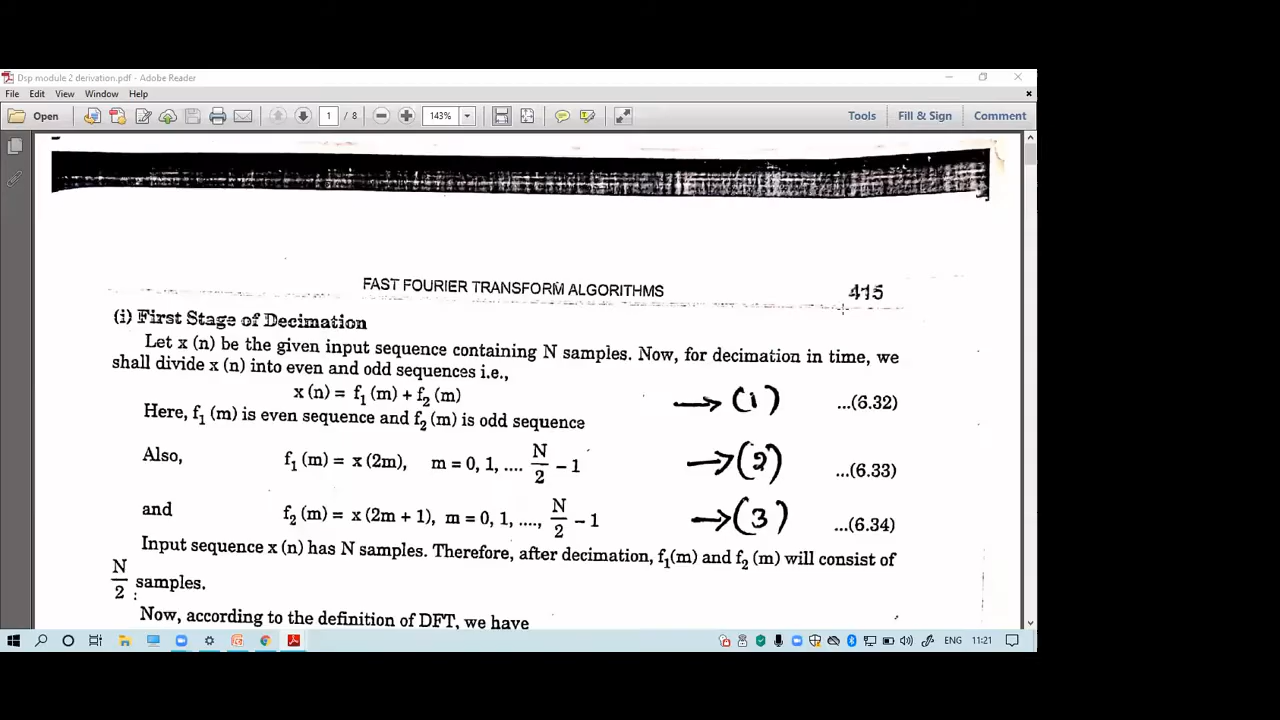 Dsp module 2 derivation.pdf - Adobe Reader
File Edit View Window Help
Open 1 / 8 143% Tools Fill & Sign Comment
FAST FOURIER TRANSFORM ALGORITHMS 415
(i) First Stage of Decimation
Let x (n) be the given input sequence containing N samples. Now, for decimation in time, we
shall divide x (n) into even and odd sequences i.e.,
x (n) = f₁ (m) + f₂ (m) → (1) ...(6.32)
Here, f₁ (m) is even sequence and f₂ (m) is odd sequence
Also, f₁ (m) = x (2m), m = 0, 1, .... N/2 − 1 → (2) ...(6.33)
and f₂ (m) = x (2m + 1), m = 0, 1, ...., N/2 − 1 → (3) ...(6.34)
Input sequence x (n) has N samples. Therefore, after decimation, f₁(m) and f₂ (m) will consist of
N/2 samples.
Now, according to the definition of DFT, we have
ENG 11:21